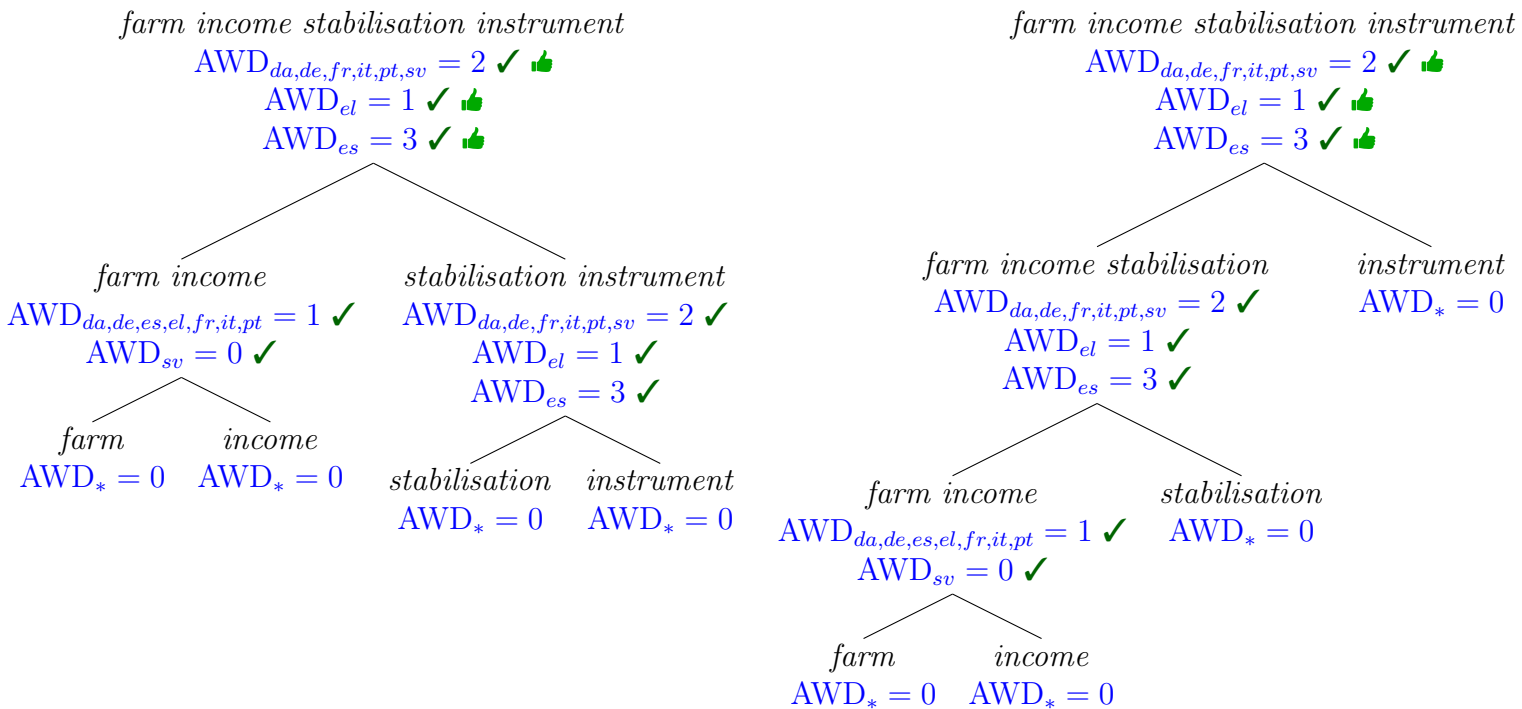 farm income stabilisation instrument
AWD_{da,de,fr,it,pt,sv} = 2 ✓ 👍
AWD_{el} = 1 ✓ 👍
AWD_{es} = 3 ✓ 👍
farm income
AWD_{da,de,es,el,fr,it,pt} = 1 ✓
AWD_{sv} = 0 ✓
stabilisation instrument
AWD_{da,de,fr,it,pt,sv} = 2 ✓
AWD_{el} = 1 ✓
AWD_{es} = 3 ✓
farm
AWD_* = 0
income
AWD_* = 0
stabilisation
AWD_* = 0
instrument
AWD_* = 0
farm income stabilisation instrument
AWD_{da,de,fr,it,pt,sv} = 2 ✓ 👍
AWD_{el} = 1 ✓ 👍
AWD_{es} = 3 ✓ 👍
farm income stabilisation
AWD_{da,de,fr,it,pt,sv} = 2 ✓
AWD_{el} = 1 ✓
AWD_{es} = 3 ✓
instrument
AWD_* = 0
farm income
AWD_{da,de,es,el,fr,it,pt} = 1 ✓
AWD_{sv} = 0 ✓
stabilisation
AWD_* = 0
farm
AWD_* = 0
income
AWD_* = 0